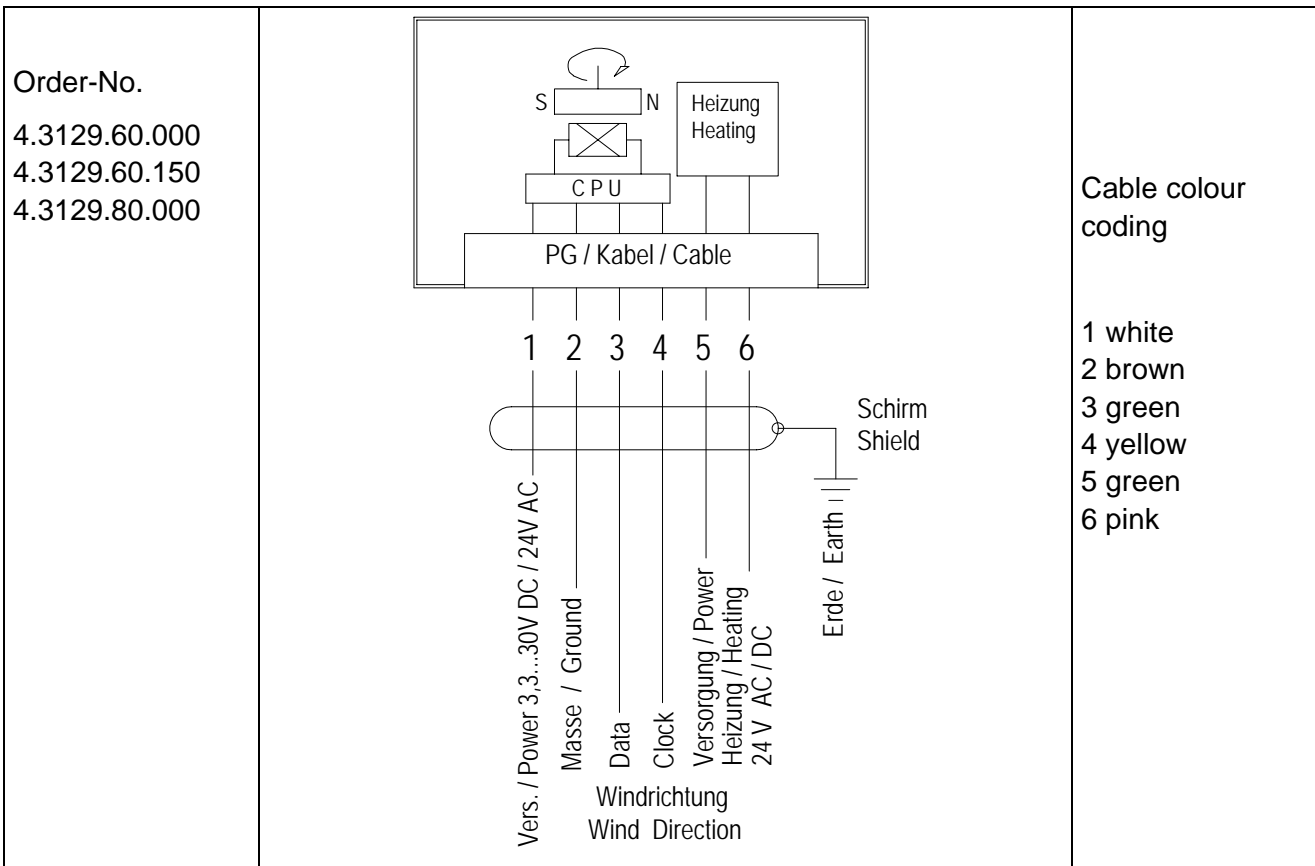 Order-No.
4.3129.60.000
4.3129.60.150
4.3129.80.000
S
N
Heizung
Heating
CPU
PG / Kabel / Cable
1 2 3 4 5 6
Schirm
Shield
Vers. / Power 3,3...30V DC / 24V AC
Masse / Ground
Data
Clock
Versorgung / Power
Heizung / Heating
24 V AC / DC
Erde / Earth
Windrichtung
Wind Direction
Cable colour
coding
1 white
2 brown
3 green
4 yellow
5 green
6 pink